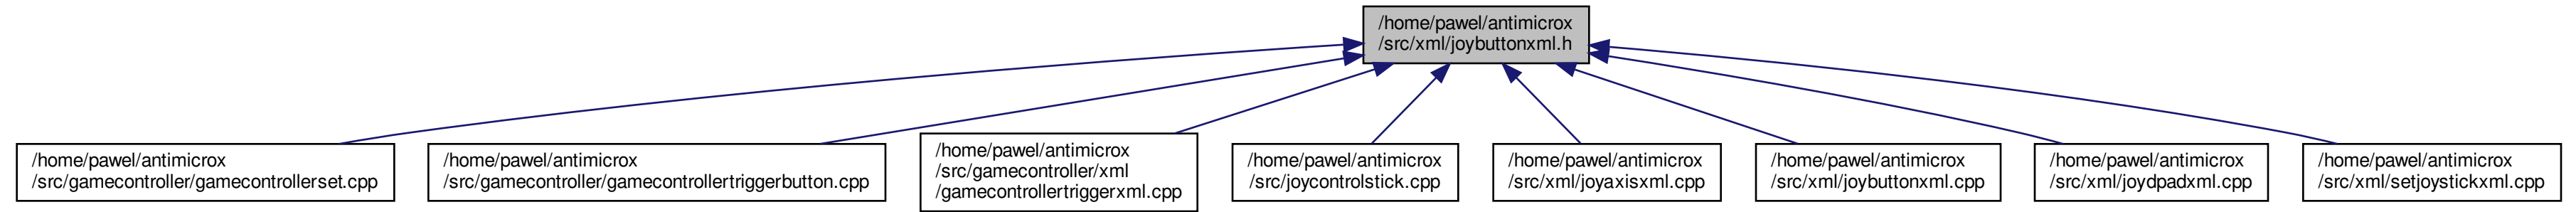 /home/pawel/antimicrox
/src/xml/joybuttonxml.h
/home/pawel/antimicrox
/src/gamecontroller/gamecontrollerset.cpp
/home/pawel/antimicrox
/src/gamecontroller/gamecontrollertriggerbutton.cpp
/home/pawel/antimicrox
/src/gamecontroller/xml
/gamecontrollertriggerxml.cpp
/home/pawel/antimicrox
/src/joycontrolstick.cpp
/home/pawel/antimicrox
/src/xml/joyaxisxml.cpp
/home/pawel/antimicrox
/src/xml/joybuttonxml.cpp
/home/pawel/antimicrox
/src/xml/joydpadxml.cpp
/home/pawel/antimicrox
/src/xml/setjoystickxml.cpp